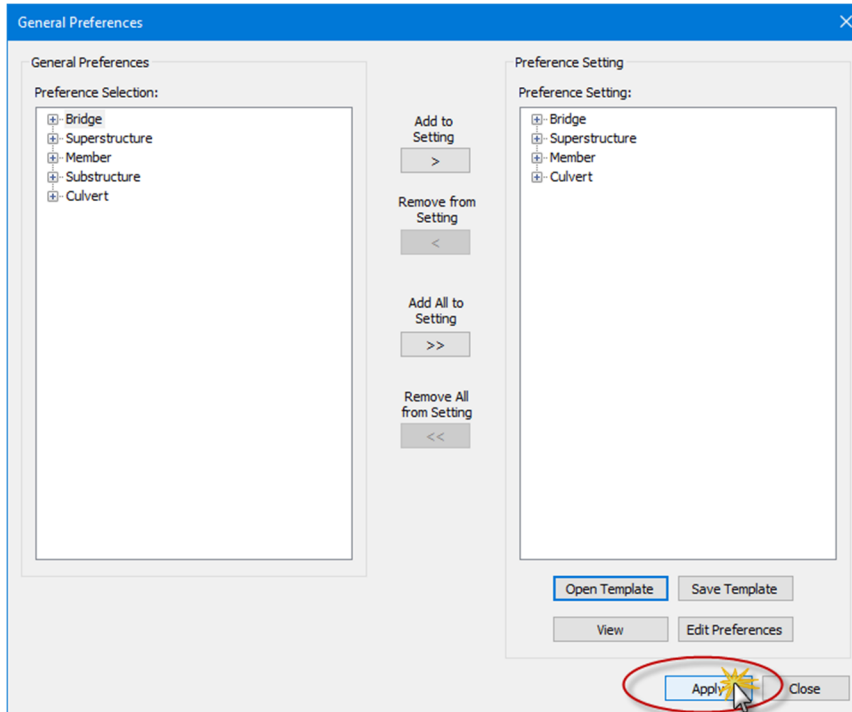 General Preferences
General Preferences
Preference Selection:
Bridge
Superstructure
Member
Substructure
Culvert
Add to
Setting
>
Remove from
Setting
<
Add All to
Setting
>>
Remove All
from Setting
<<
Preference Setting
Preference Setting:
Bridge
Superstructure
Member
Culvert
Open Template
Save Template
View
Edit Preferences
Apply
Close